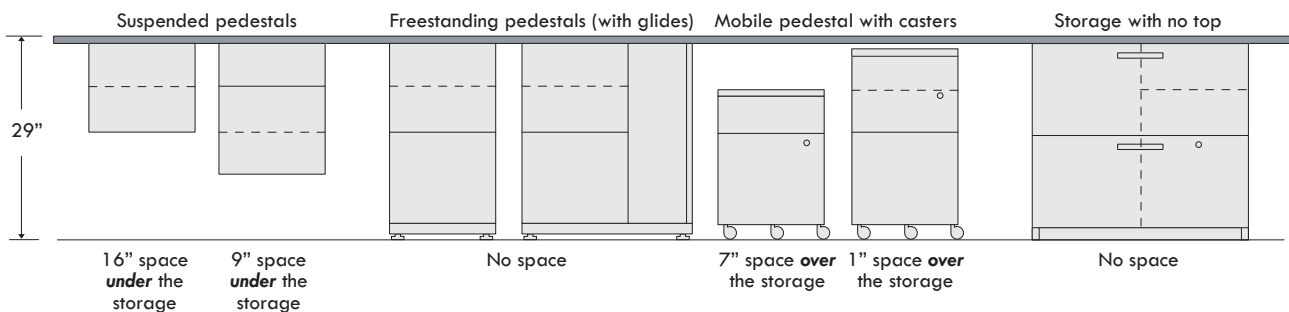 Suspended pedestals
Freestanding pedestals (with glides)
Mobile pedestal with casters
Storage with no top
29”
16” space
under the
storage
9” space
under the
storage
No space
7” space over
the storage
1” space over
the storage
No space